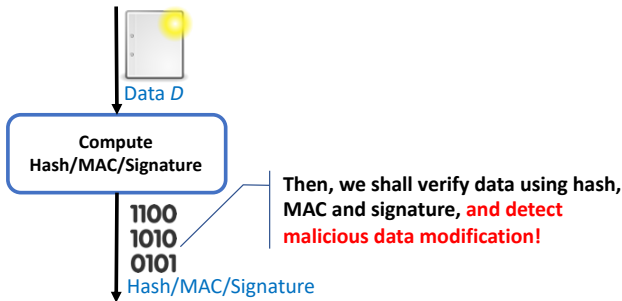 Data D
Compute
Hash/MAC/Signature
Then, we shall verify data using hash,
MAC and signature, and detect
malicious data modification!
1100
1010
0101
Hash/MAC/Signature